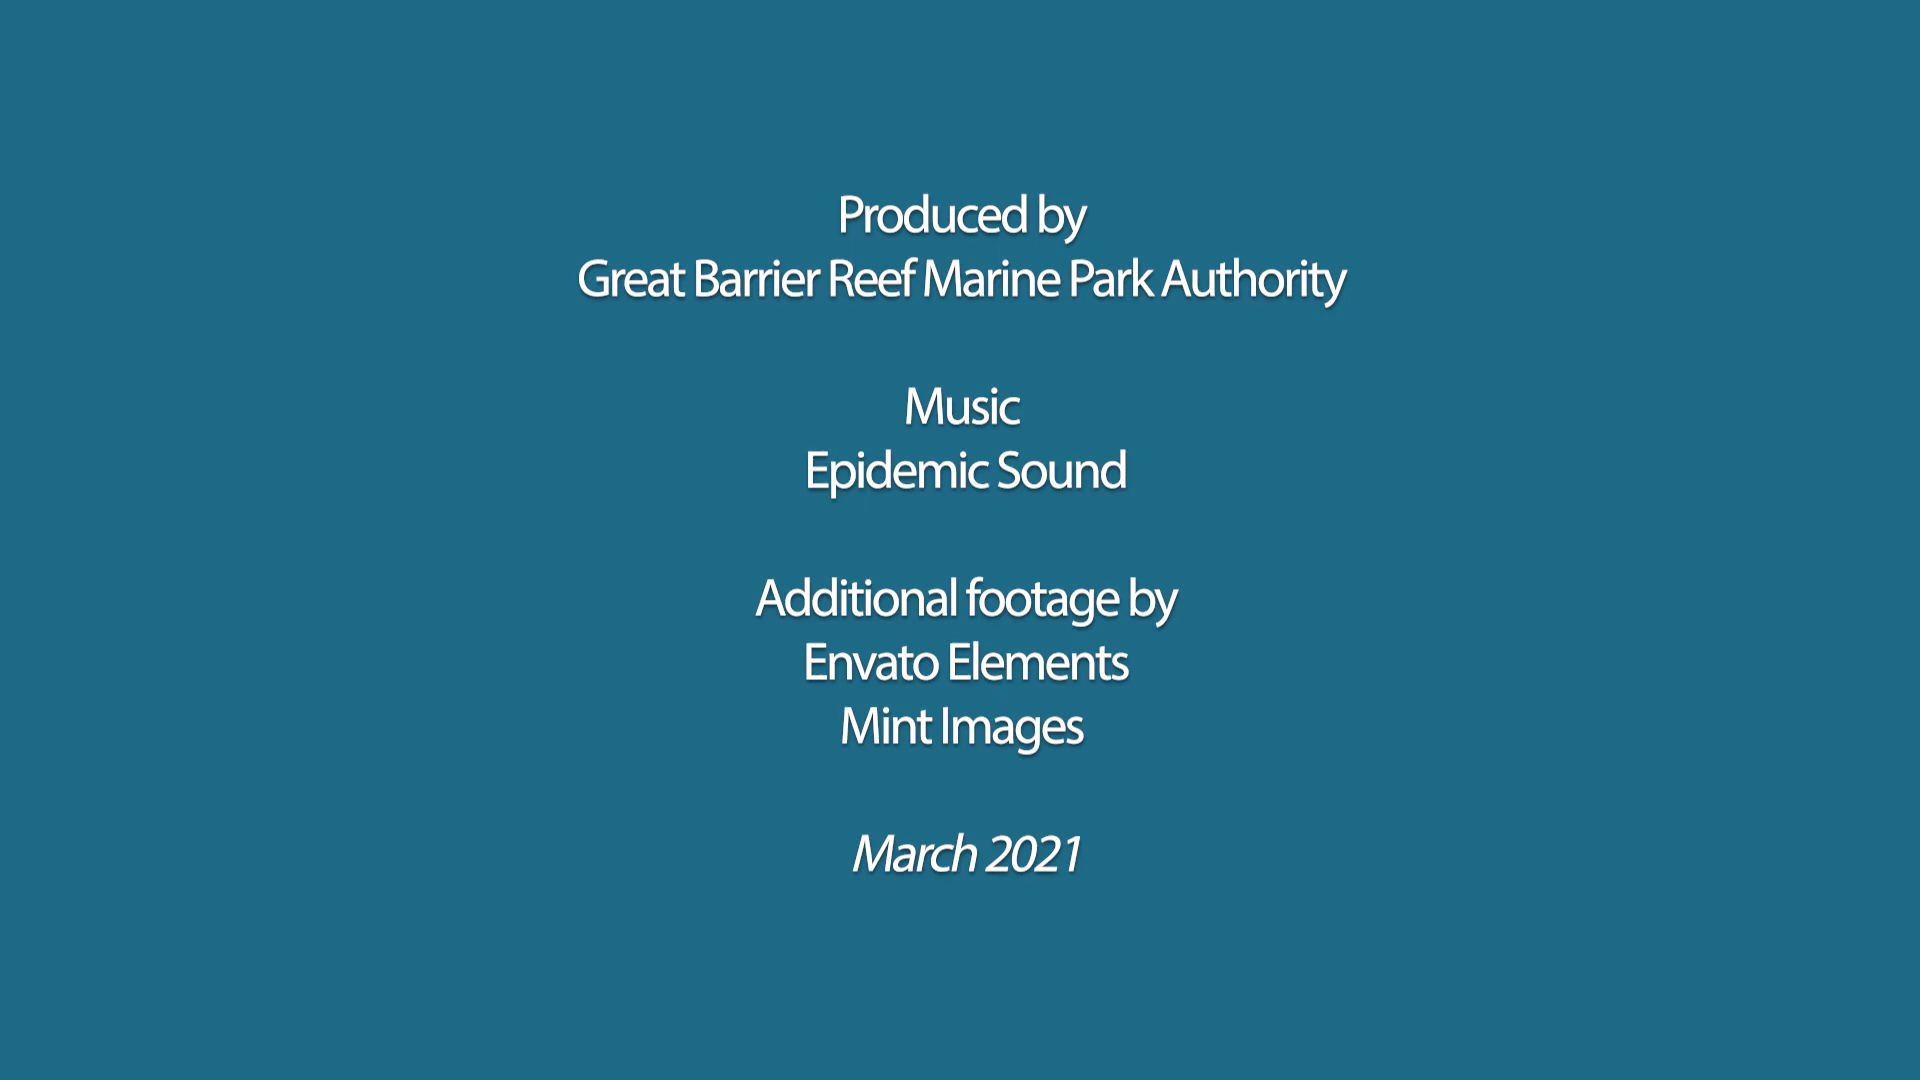 Produced by
Great Barrier Reef Marine Park Authority
Music
Epidemic Sound
Additional footage by
Envato Elements
Mint Images
March 2021